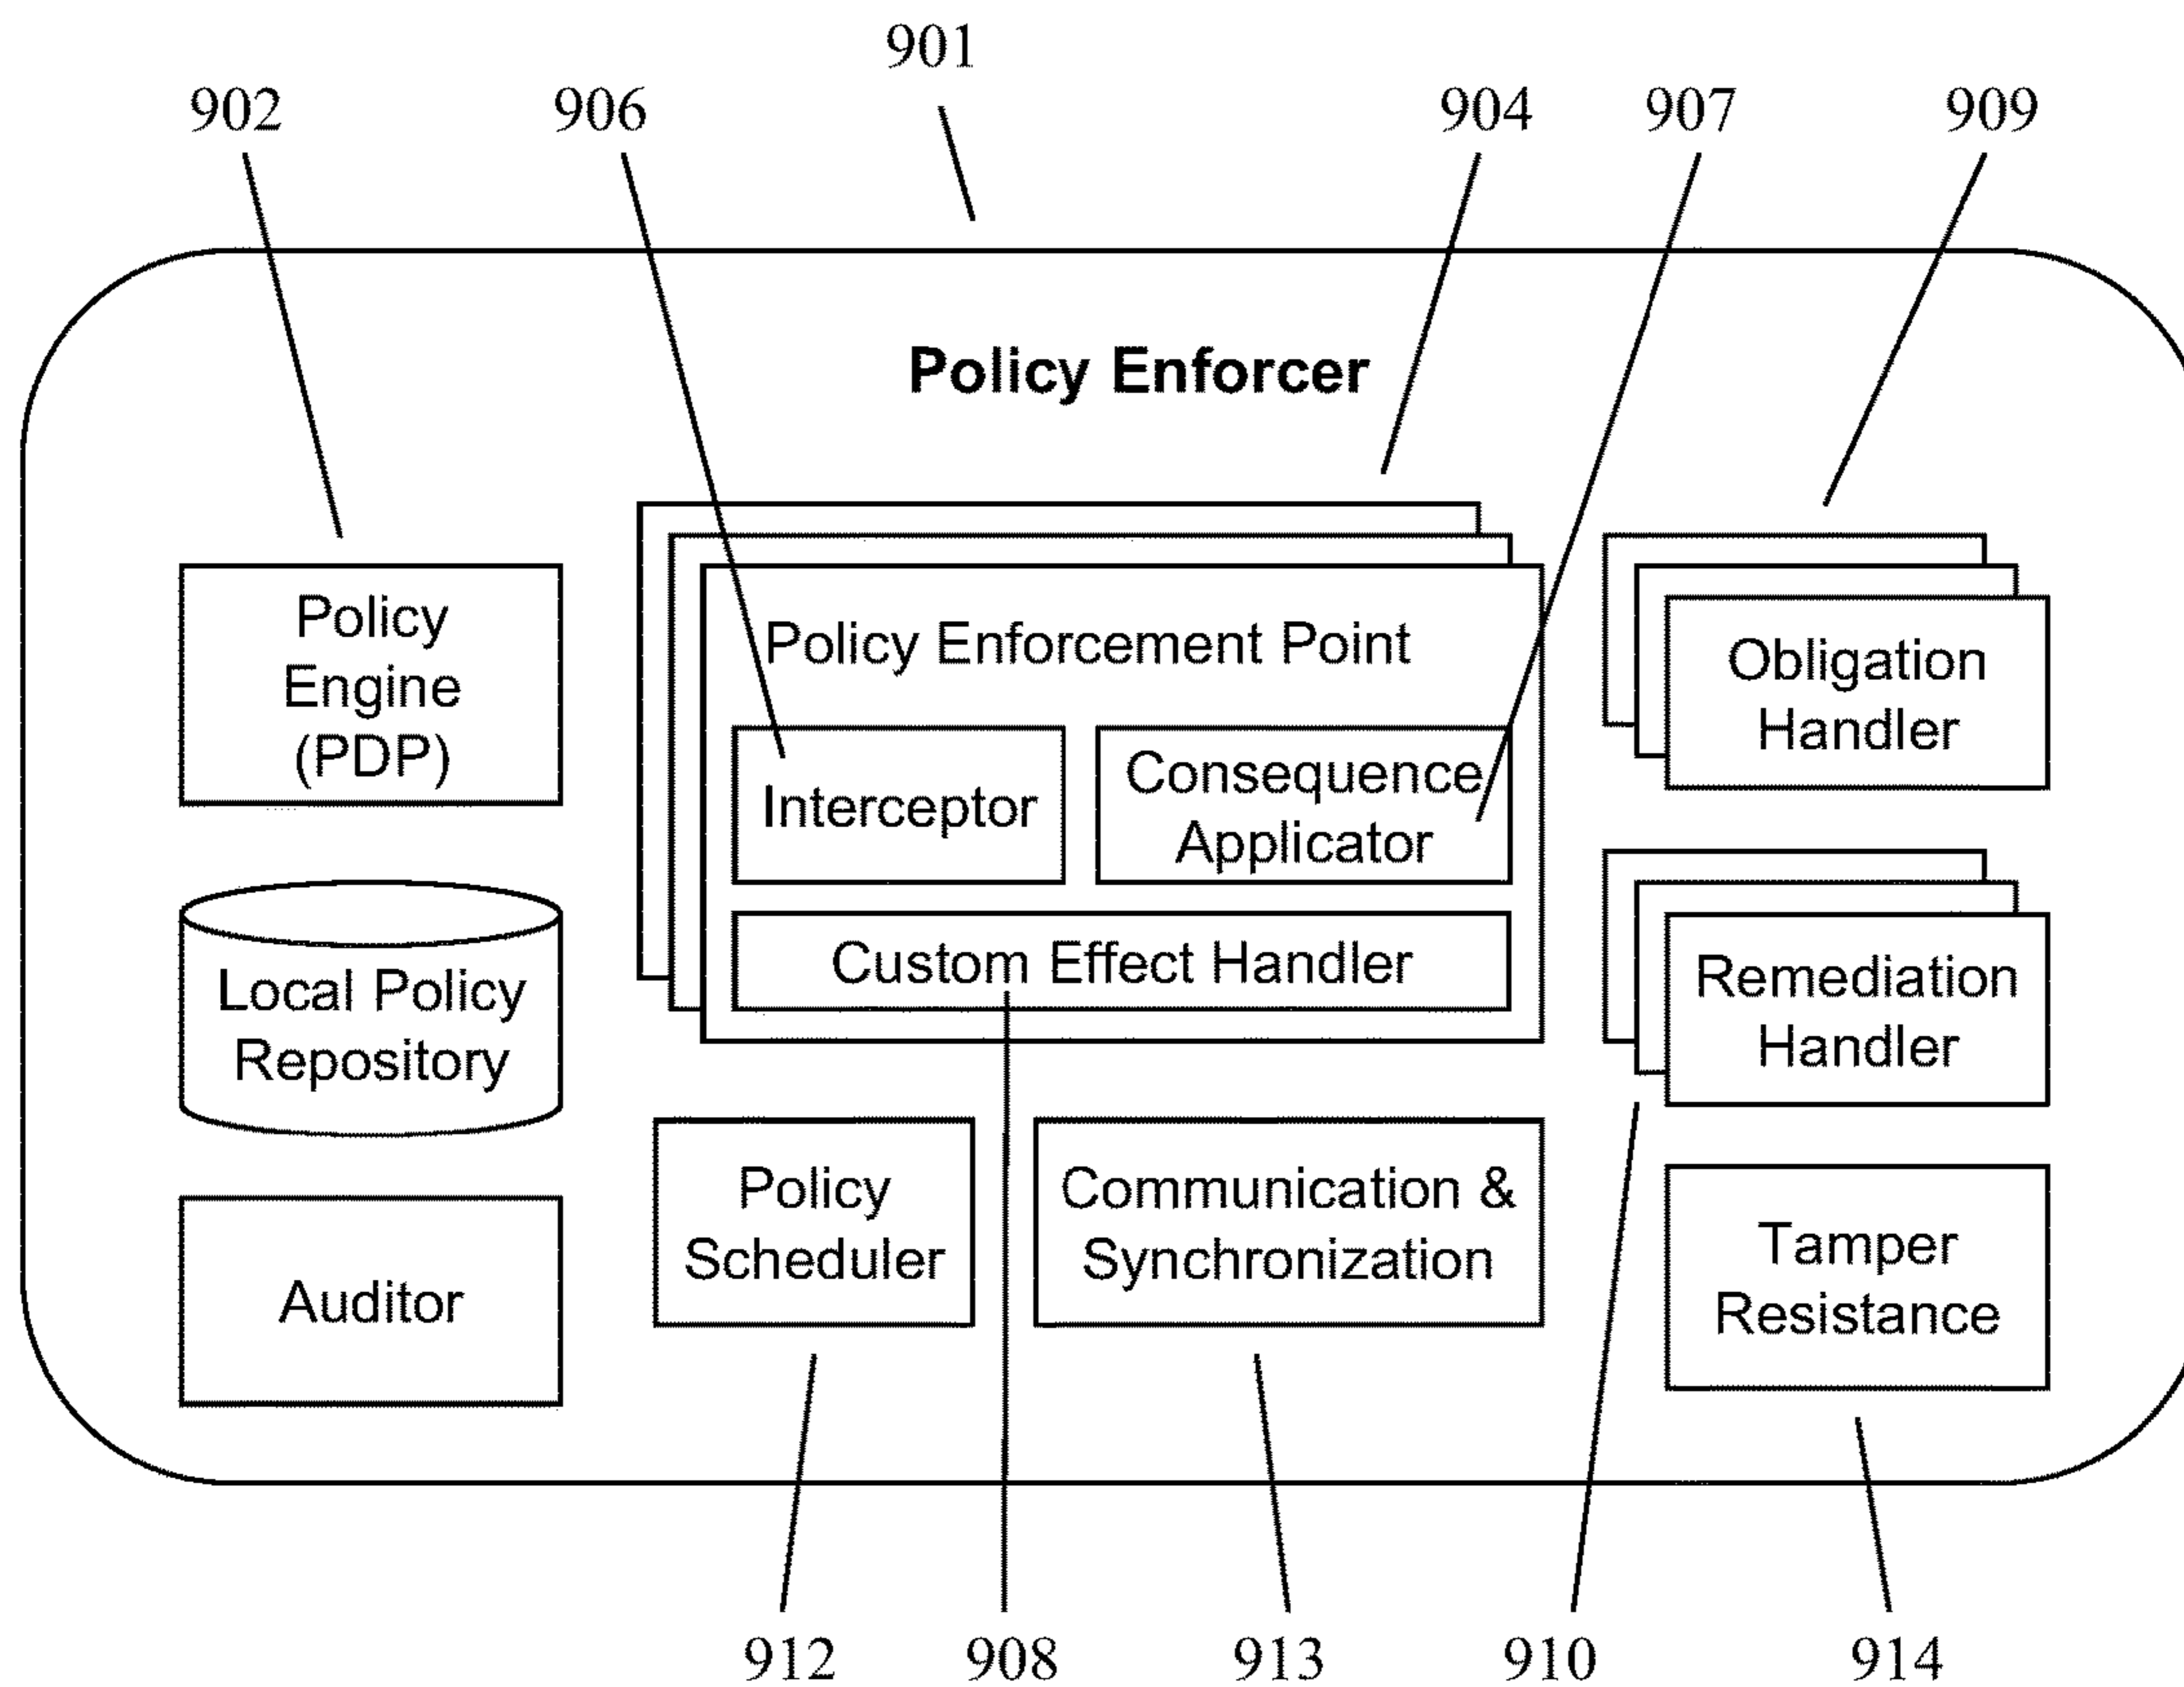 901
902
906
904
907
909
Policy Enforcer
Policy
Engine
(PDP)
Policy Enforcement Point
Interceptor
Consequence
Applicator
Custom Effect Handler
Obligation
Handler
Local Policy
Repository
Remediation
Handler
Auditor
Policy
Scheduler
Communication &
Synchronization
Tamper
Resistance
912
908
913
910
914